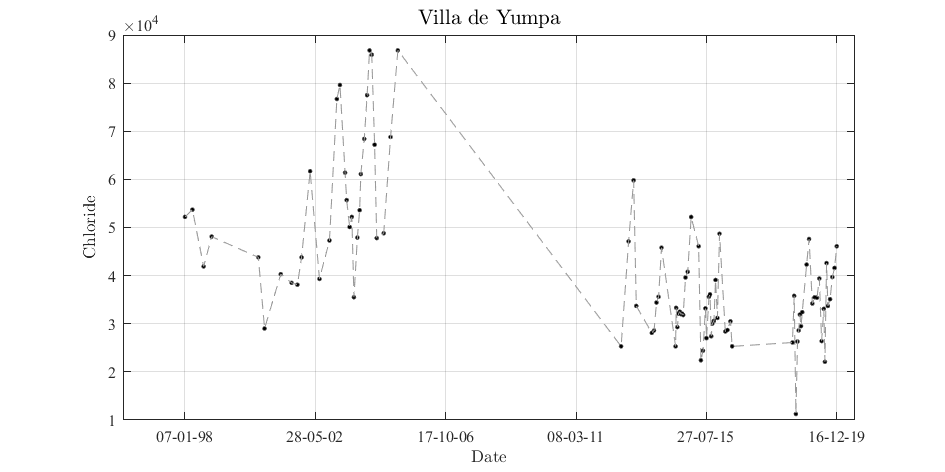 Villa de Yumpa
×10⁴
9
8
7
6
5
4
3
2
1
Chloride
07-01-98 28-05-02 17-10-06 08-03-11 27-07-15 16-12-19
Date